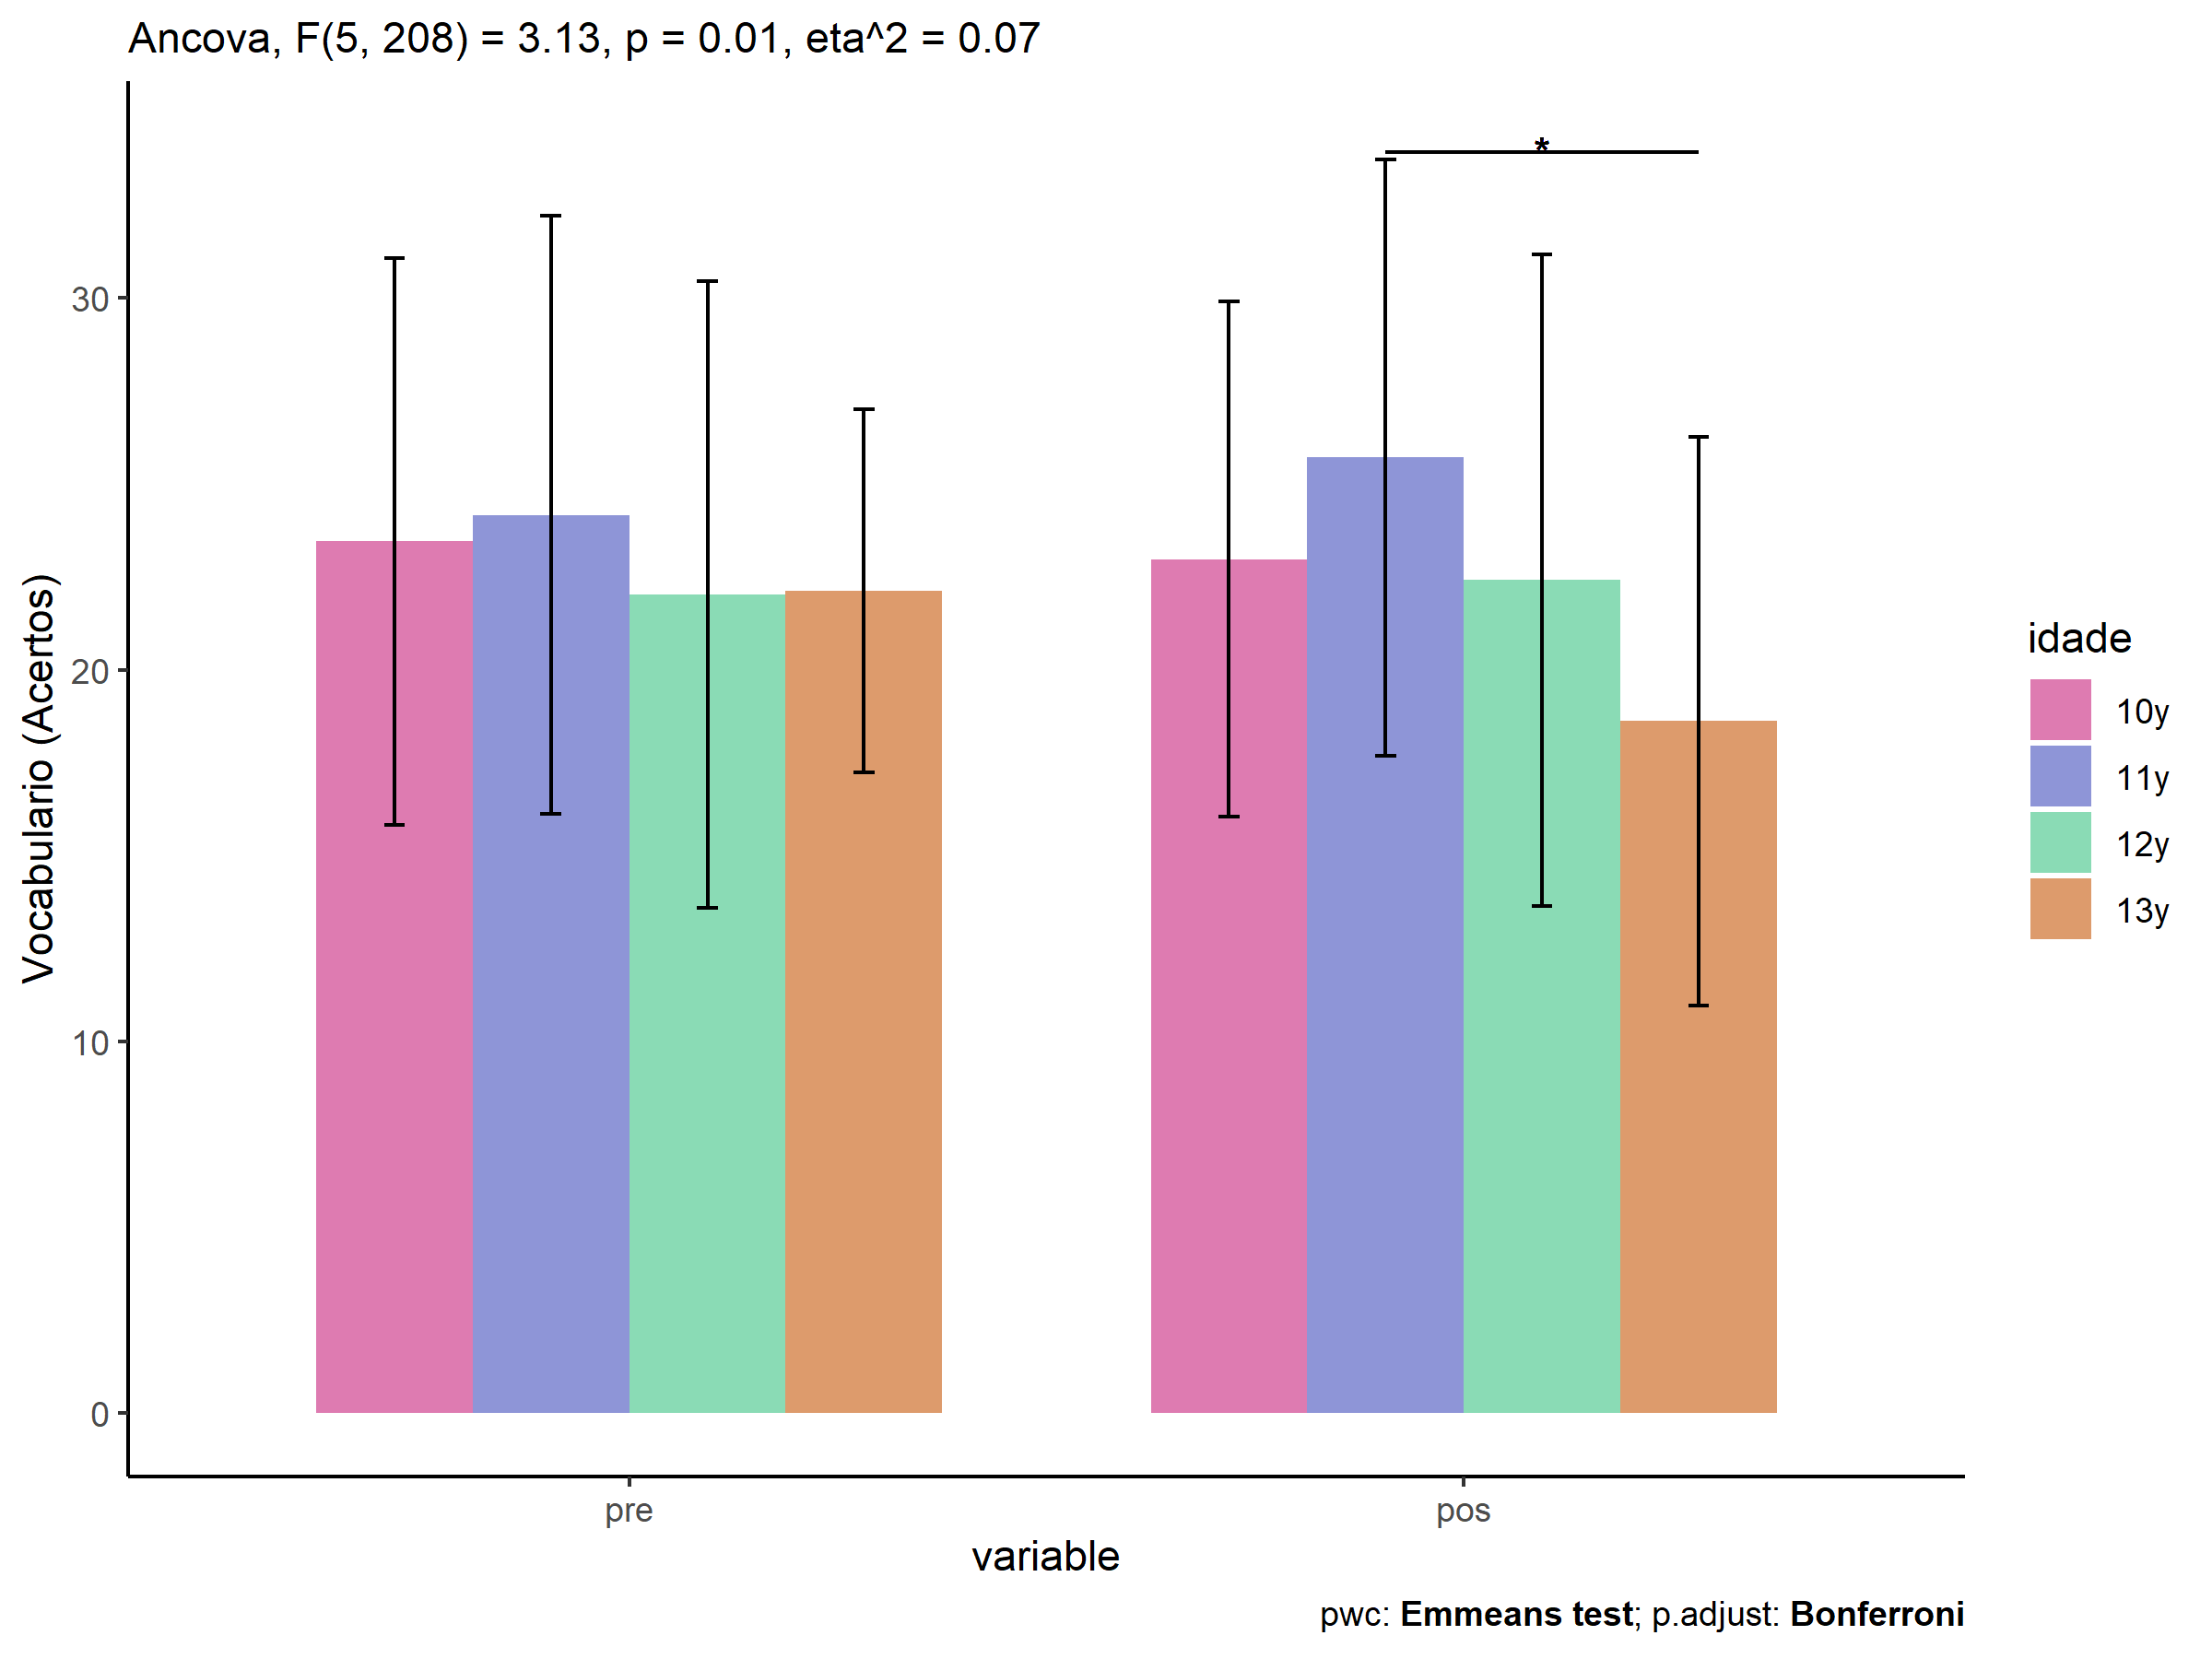 Ancova, F(5, 208) = 3.13, p = 0.01, eta^2 = 0.07
*
30
20
10
0
Vocabulario (Acertos)
pre
pos
variable
idade
10y
11y
12y
13y
pwc: Emmeans test; p.adjust: Bonferroni